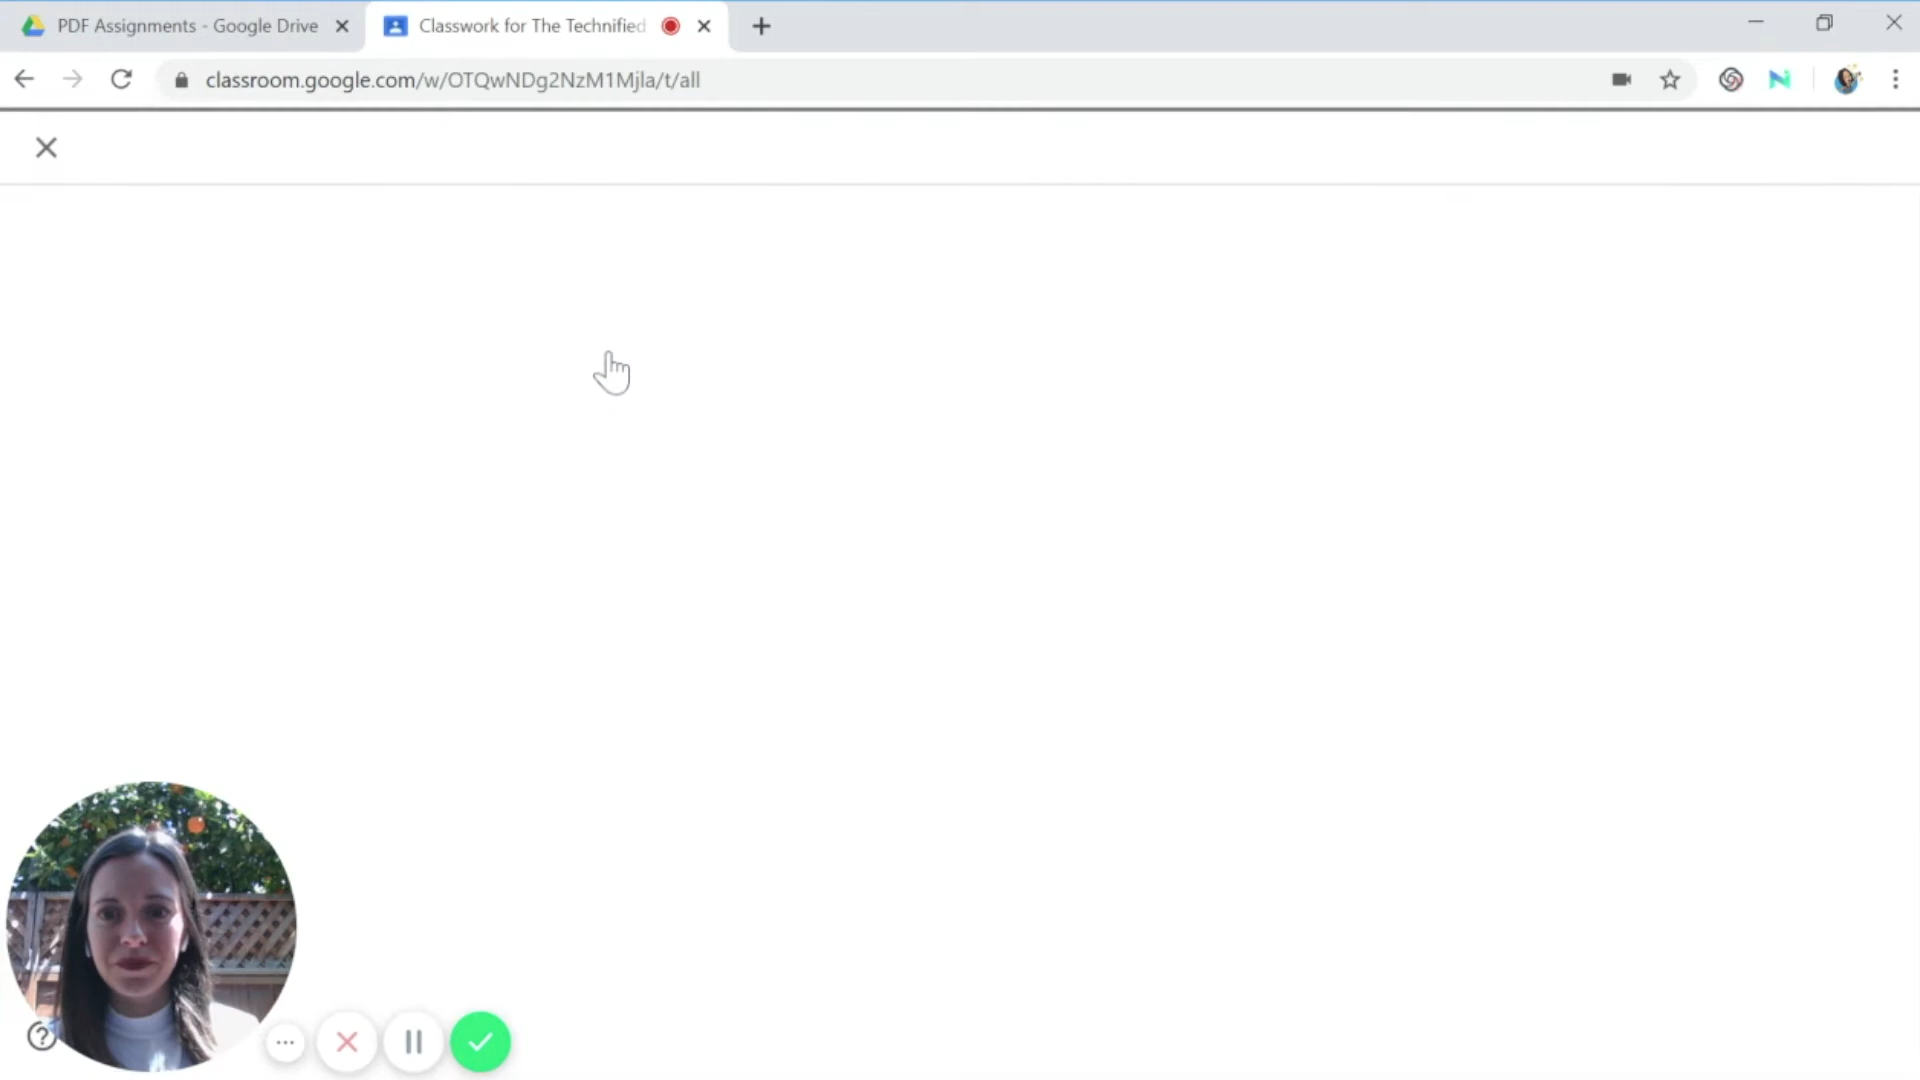 PDF Assignments - Google Drive
Classwork for The Technified
classroom.google.com/w/OTQwNDg2NzM1Mjla/t/all